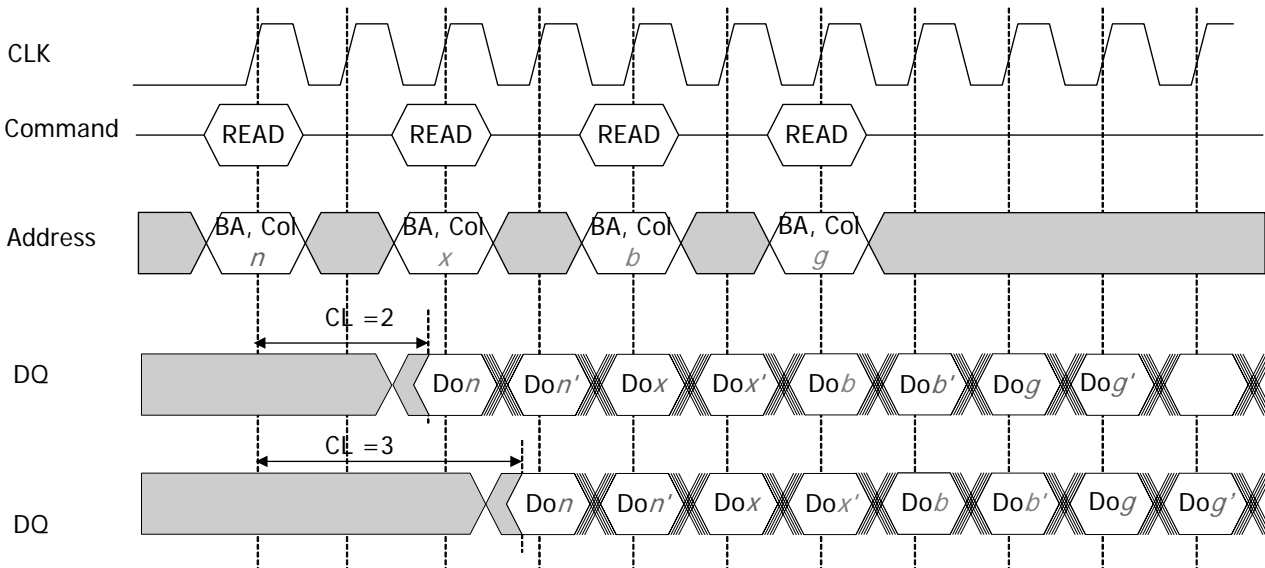 CLK
Command READ READ READ READ
Address BA, Col BA, Col BA, Col BA, Col
n x b g
CL =2
DQ Don Don' Dox Dox' Dob Dob' Dog Dog'
CL =3
DQ Don Don' Dox Dox' Dob Dob' Dog Dog'